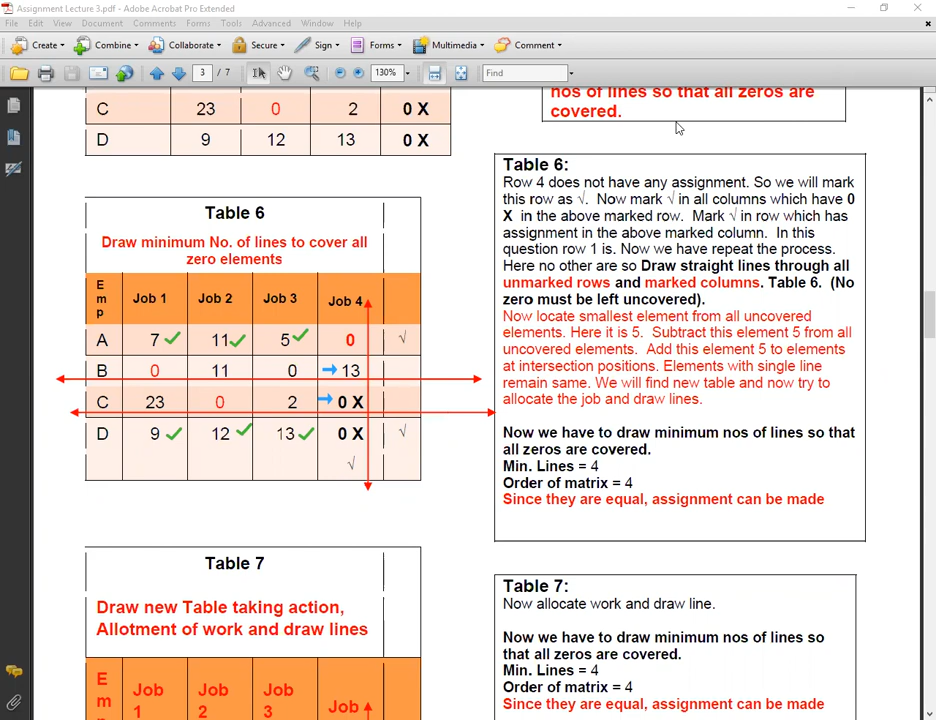 Assignment Lecture 3.pdf - Adobe Acrobat Pro Extended
File Edit View Document Comments Forms Tools Advanced Window Help
Create Combine Collaborate Secure Sign Forms Multimedia Comment
3 / 7 130% Find
C 23 0 2 0 X
D 9 12 13 0 X
nos of lines so that all zeros are
covered.
Table 6
Draw minimum No. of lines to cover all
zero elements
E
m
p
Job 1 Job 2 Job 3 Job 4
A 7 ✓ 11 ✓ 5 ✓ 0 √
B 0 11 0 → 13
C 23 0 2 → 0 X
D 9 ✓ 12 ✓ 13 ✓ 0 X √
√
Table 6:
Row 4 does not have any assignment. So we will mark
this row as √. Now mark √ in all columns which have 0
X in the above marked row. Mark √ in row which has
assignment in the above marked column. In this
question row 1 is. Now we have repeat the process.
Here no other are so Draw straight lines through all
unmarked rows and marked columns. Table 6. (No
zero must be left uncovered).
Now locate smallest element from all uncovered
elements. Here it is 5. Subtract this element 5 from all
uncovered elements. Add this element 5 to elements
at intersection positions. Elements with single line
remain same. We will find new table and now try to
allocate the job and draw lines.
Now we have to draw minimum nos of lines so that
all zeros are covered.
Min. Lines = 4
Order of matrix = 4
Since they are equal, assignment can be made
Table 7
Draw new Table taking action,
Allotment of work and draw lines
E
m
Job
1
Job
2
Job
3
Job
Table 7:
Now allocate work and draw line.
Now we have to draw minimum nos of lines so
that all zeros are covered.
Min. Lines = 4
Order of matrix = 4
Since they are equal, assignment can be made